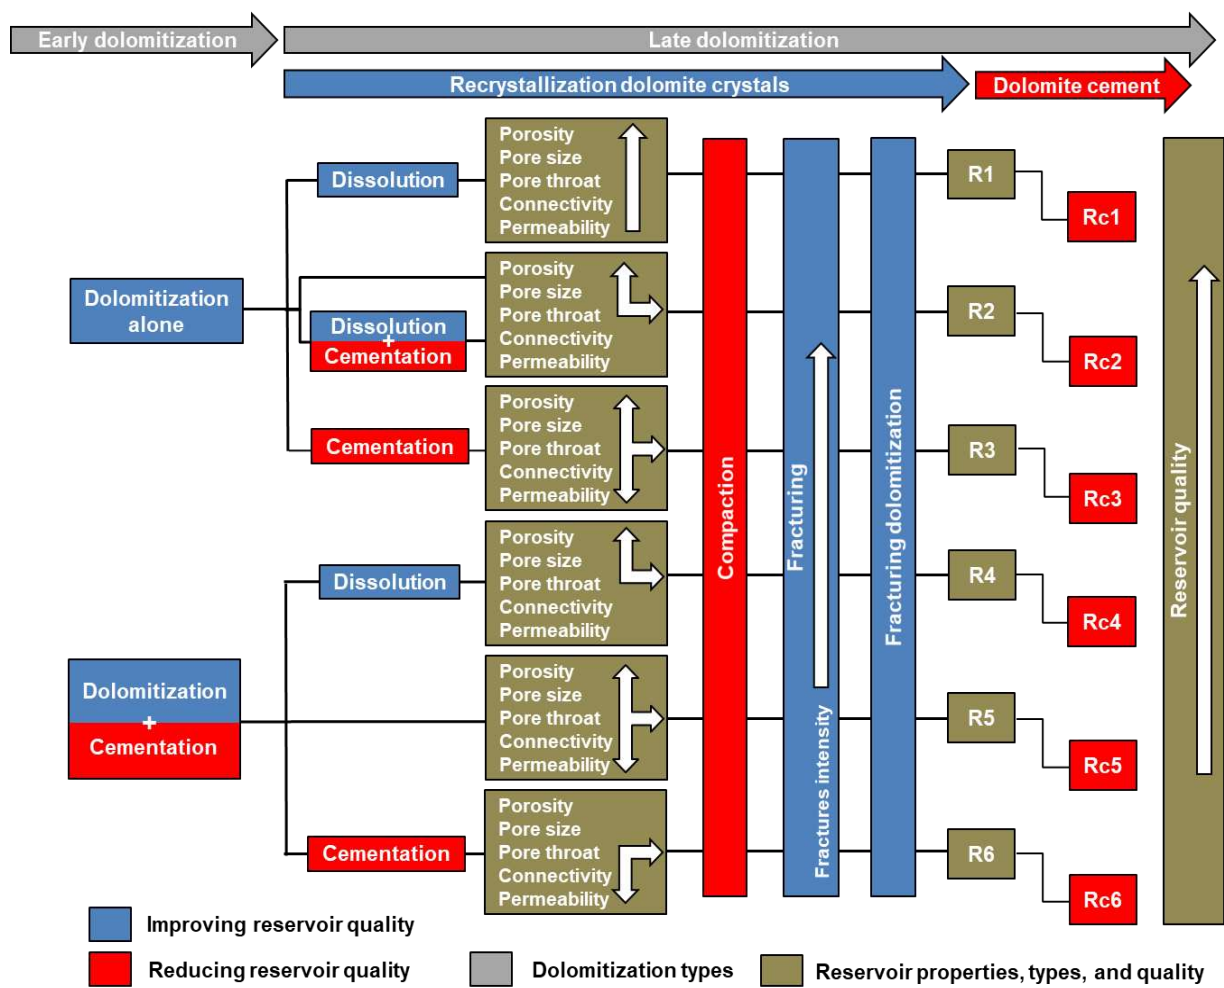 Early dolomitization
Late dolomitization
Recrystallization dolomite crystals
Dolomite cement
Dolomitization
alone
Dissolution
Porosity
Pore size
Pore throat
Connectivity
Permeability
Dissolution
+
Cementation
Porosity
Pore size
Pore throat
Connectivity
Permeability
Cementation
Porosity
Pore size
Pore throat
Connectivity
Permeability
Dolomitization
+
Cementation
Dissolution
Porosity
Pore size
Pore throat
Connectivity
Permeability
Porosity
Pore size
Pore throat
Connectivity
Permeability
Cementation
Porosity
Pore size
Pore throat
Connectivity
Permeability
Compaction
Fracturing
Fractures intensity
Fracturing dolomitization
R1
Rc1
R2
Rc2
R3
Rc3
R4
Rc4
R5
Rc5
R6
Rc6
Reservoir quality
Improving reservoir quality
Reducing reservoir quality
Dolomitization types
Reservoir properties, types, and quality